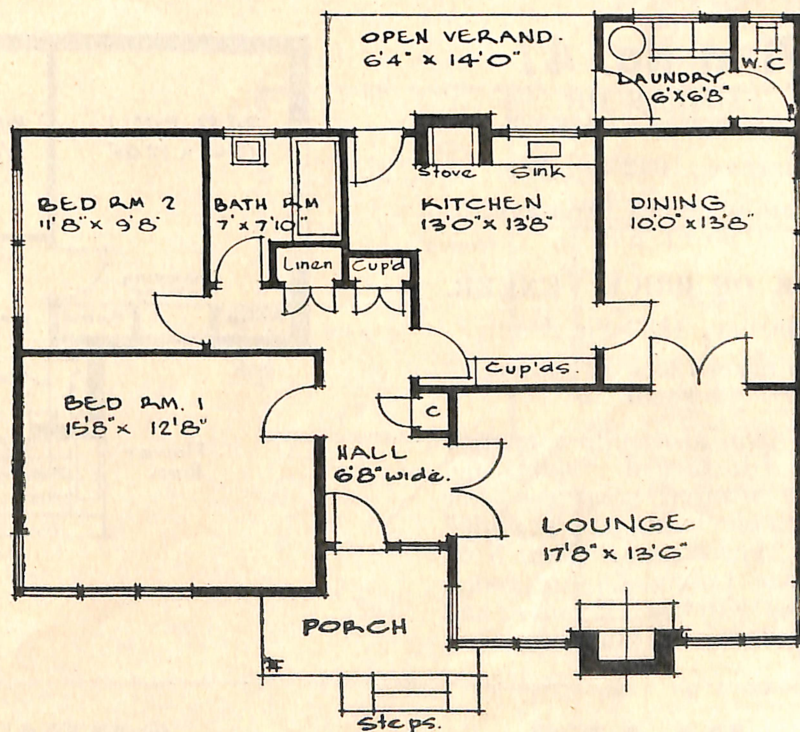 OPEN VERAND.
6'4" x 14'0"
W.C
LAUNDRY
6'x6'8"
Stove
Sink
BED RM 2
11'8" x 9'8"
BATH RM
7' x 7'10"
KITCHEN
13'0" x 13'8"
DINING
10.0" x 13'8"
Linen
Cup'd
Cup'ds.
BED RM. 1
15'8" x 12'8"
C
HALL
6'8" wide.
LOUNGE
17'8" x 13'6"
PORCH
Steps.